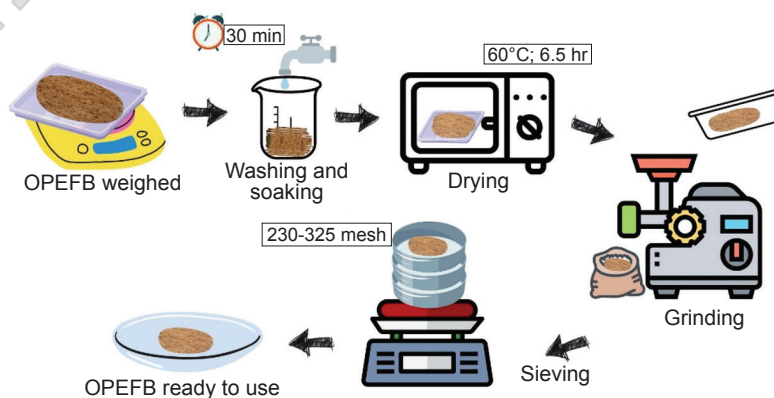 30 min
60°C; 6.5 hr
OPEFB weighed
Washing and
soaking
Drying
Grinding
230-325 mesh
Sieving
OPEFB ready to use